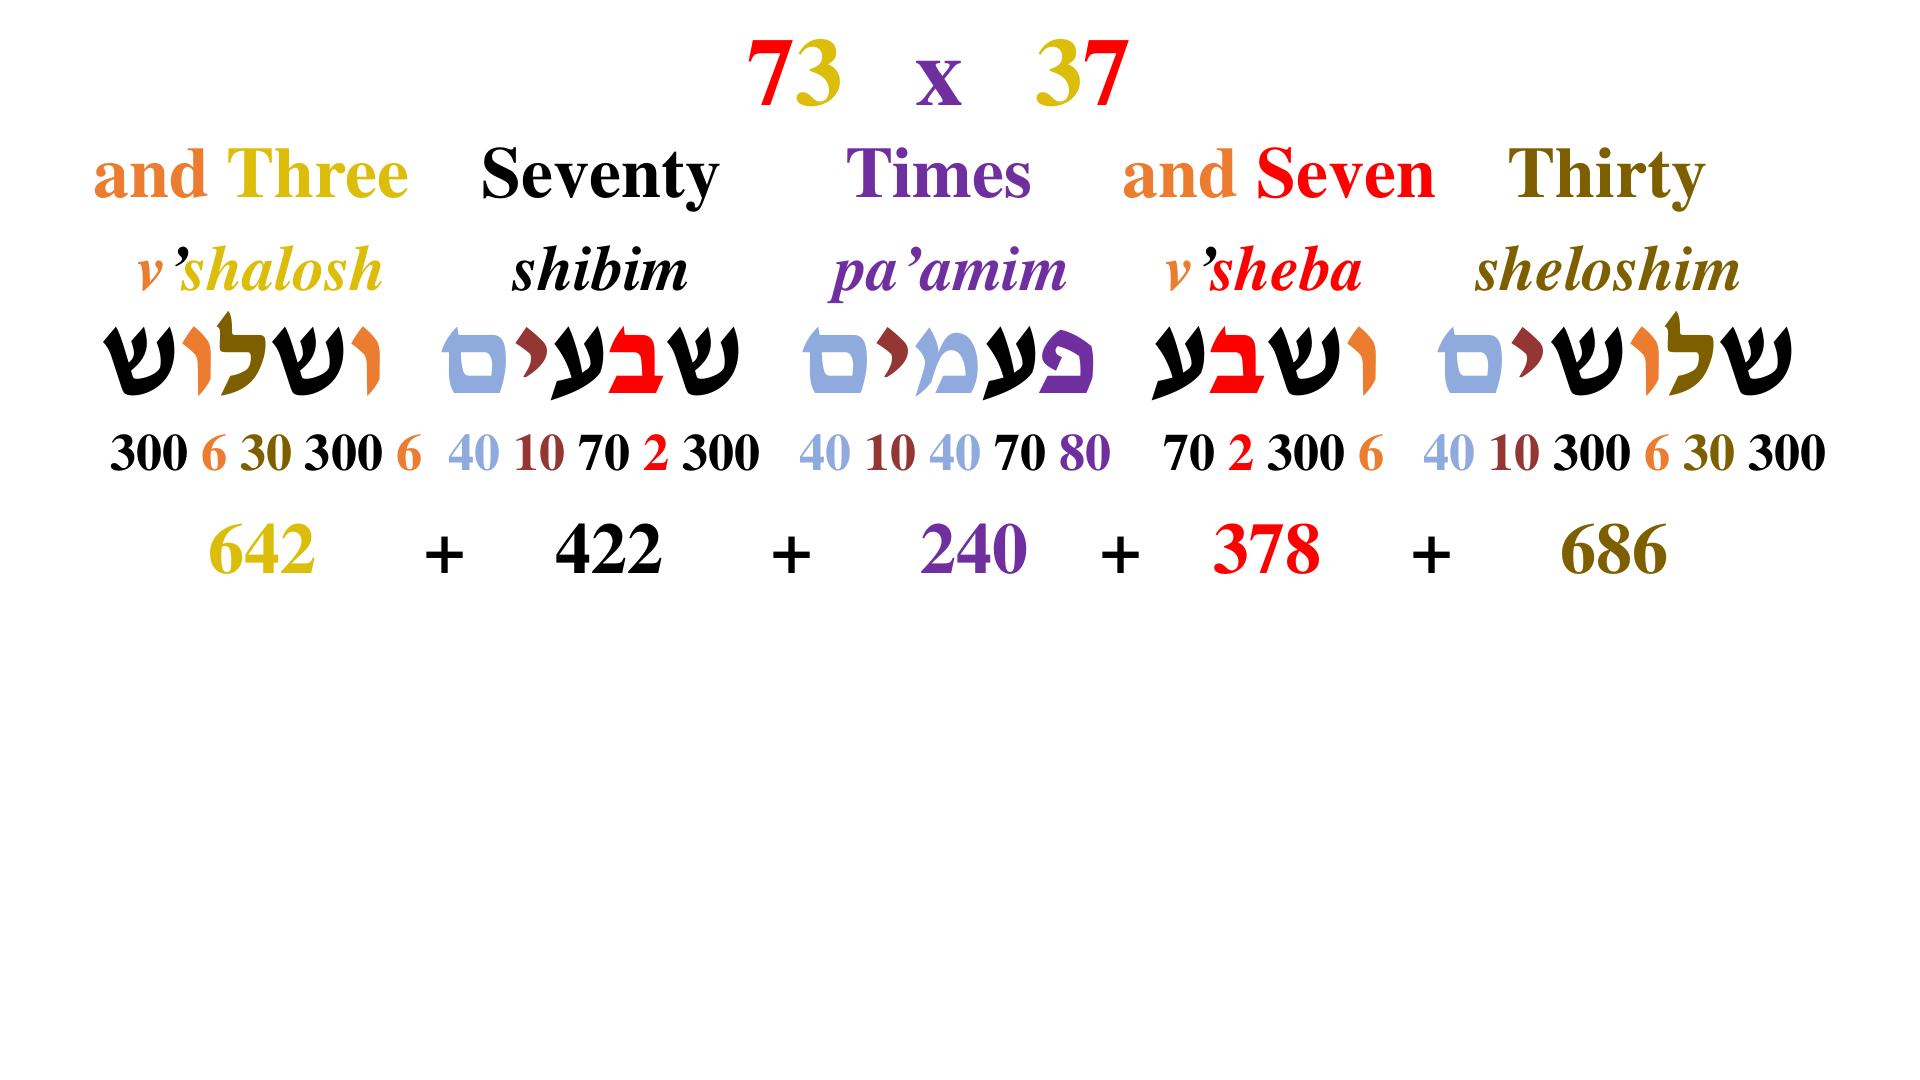 73 x 37
and Three Seventy Times and Seven Thirty
v’shalosh shibim pa’amim v’sheba sheloshim
שלושים ושבע פעמים שבעים ושלוש
300 6 30 300 6 40 10 70 2 300 40 10 40 70 80 70 2 300 6 40 10 300 6 30 300
642 + 422 + 240 + 378 + 686